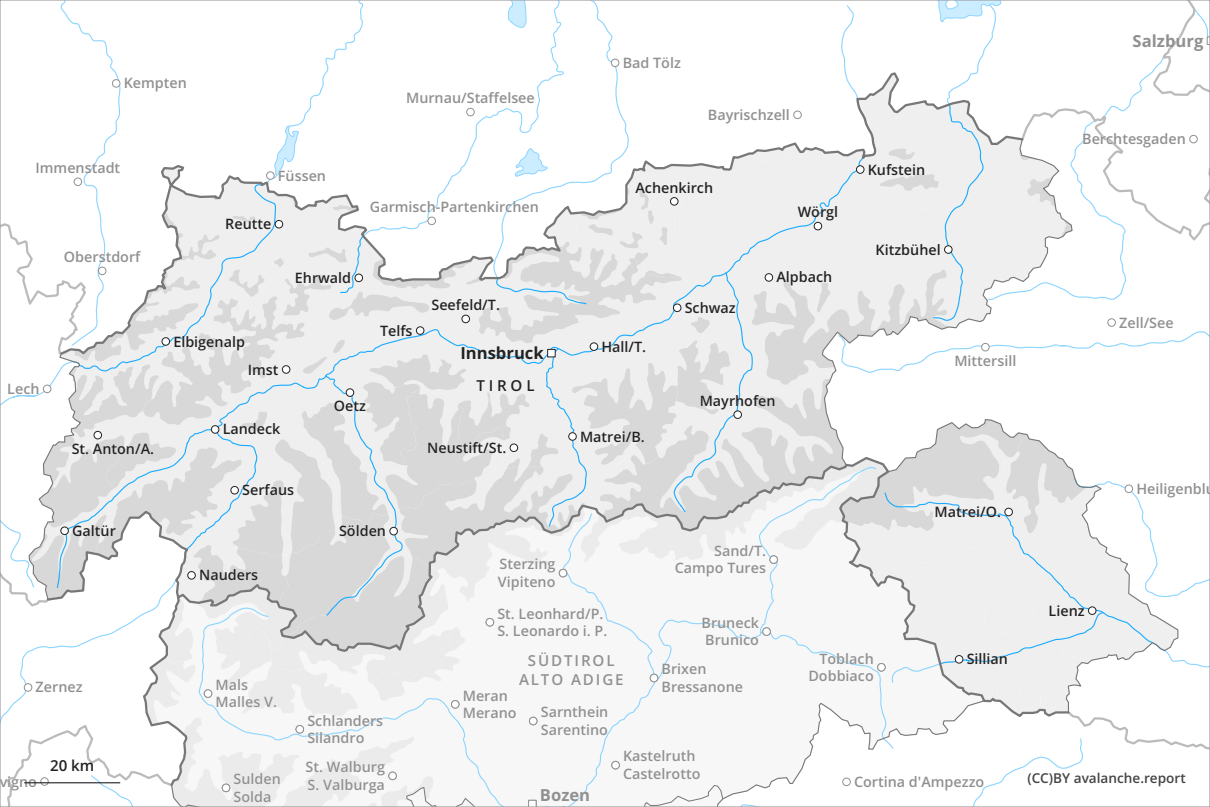 Salzburg
Bad Tölz
Kempten
Murnau/Staffelsee
Bayrischzell
Berchtesgaden
Immenstadt
Füssen
Kufstein
Achenkirch
Garmisch-Partenkirchen
Wörgl
Reutte
Kitzbühel
Oberstdorf
Ehrwald
Alpbach
Seefeld/T.
Schwaz
Zell/See
Telfs
Elbigenalp
Innsbruck
Hall/T.
Mittersill
Imst
TIROL
Lech
Oetz
Mayrhofen
Landeck
Matrei/B.
St. Anton/A.
Neustift/St.
Serfaus
Heiligenblu
Matrei/O.
Galtür
Sölden
Sand/T.
Campo Tures
Sterzing
Vipiteno
Nauders
Lienz
St. Leonhard/P.
S. Leonardo i. P.
Bruneck
Brunico
SÜDTIROL
ALTO ADIGE
Toblach
Dobbiaco
Sillian
Brixen
Bressanone
Zernez
Mals
Malles V.
Meran
Merano
Sarnthein
Sarentino
Schlanders
Silandro
Kastelruth
Castelrotto
20 km
St. Walburg
S. Valburga
Sulden
Solda
vigno
Cortina d'Ampezzo
(CC)BY avalanche.report
Bozen